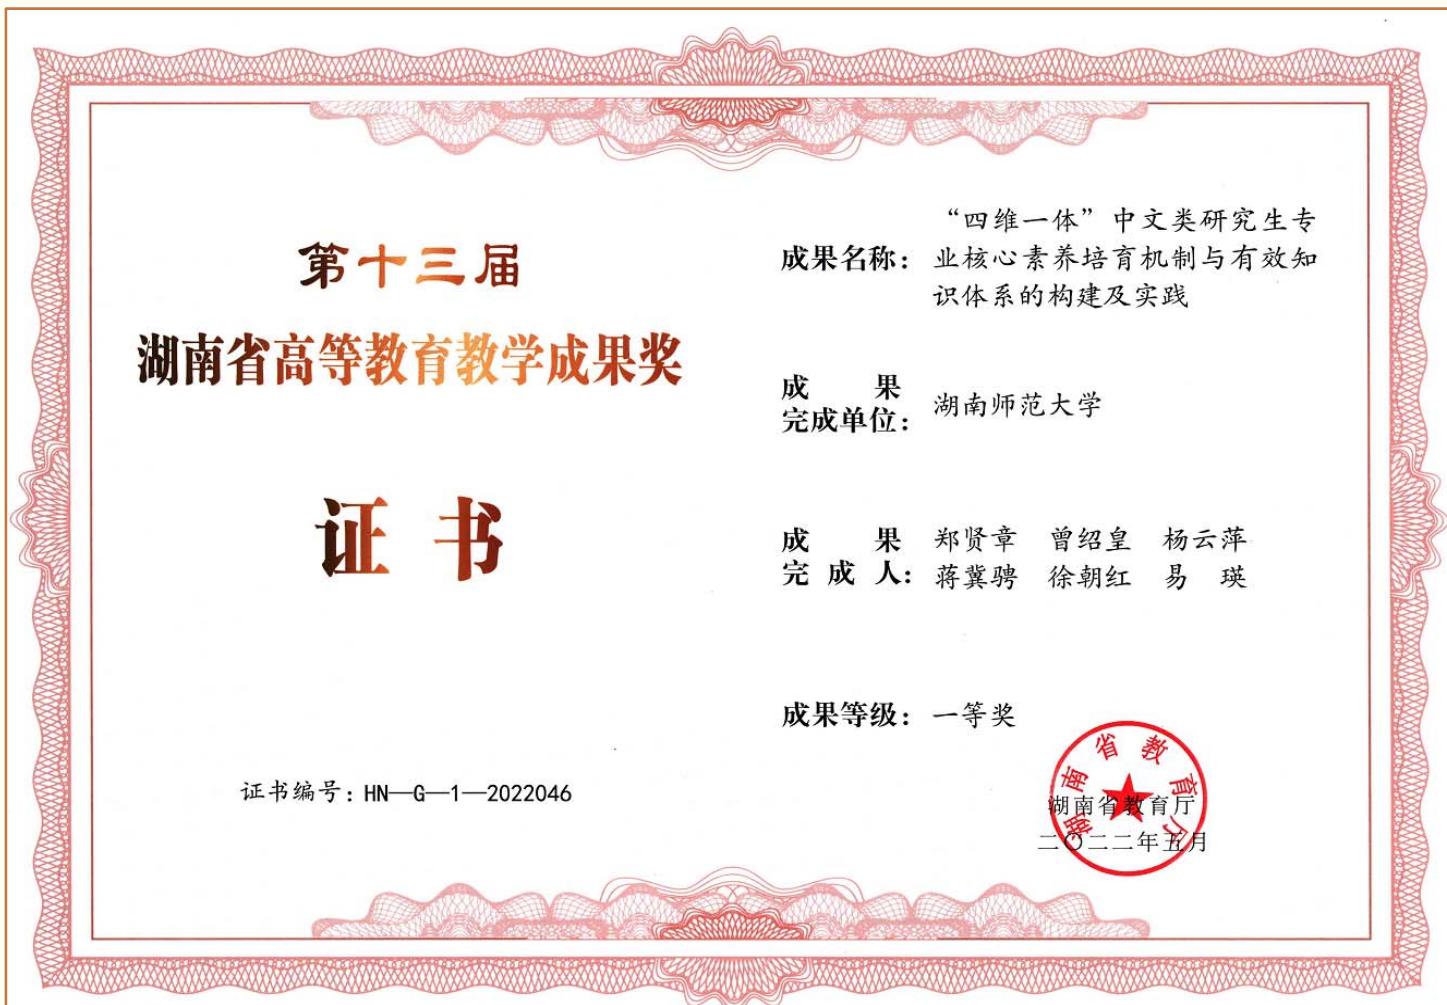 第十三届
湖南省高等教育教学成果奖
证书
证书编号：HN—G—1—2022046
“四维一体”中文类研究生专
成果名称：业核心素养培育机制与有效知
识体系的构建及实践
成果
完成单位：湖南师范大学
成果 郑贤章 曾绍皇 杨云萍
完成人：蒋冀骋 徐朝红 易瑛
成果等级：一等奖
湖南省教育厅
湖南省教育厅
二〇二二年五月